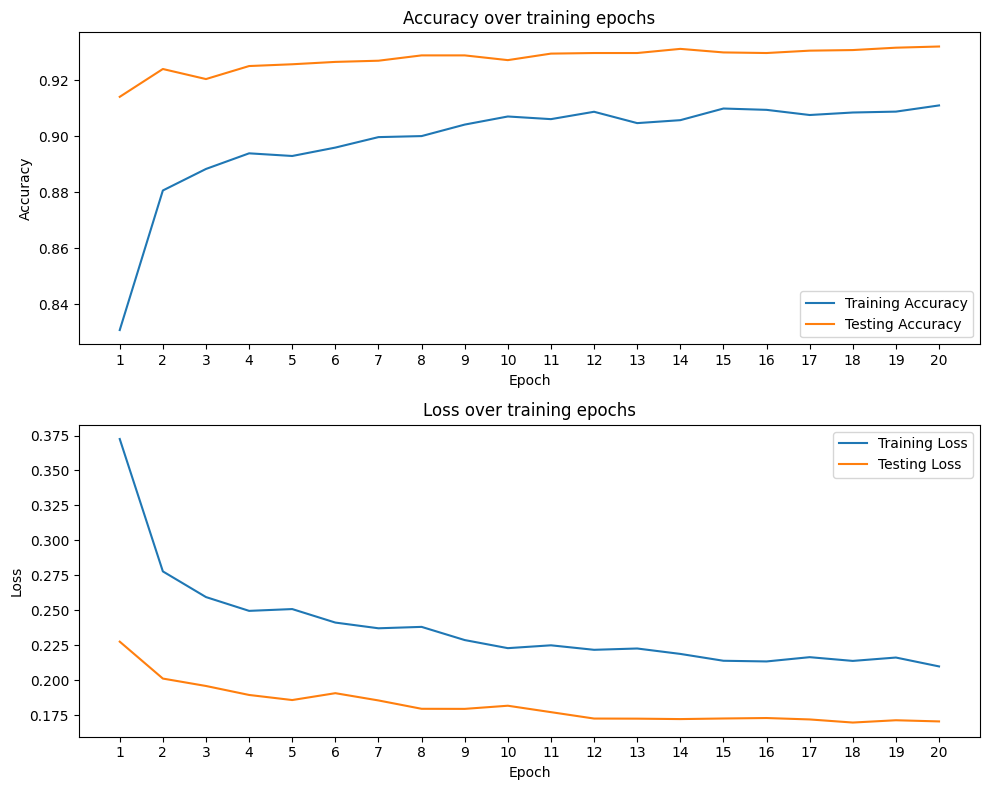 Accuracy over training epochs
Accuracy
0.92
0.90
0.88
0.86
0.84
Training Accuracy
Testing Accuracy
1 2 3 4 5 6 7 8 9 10 11 12 13 14 15 16 17 18 19 20
Epoch
Loss over training epochs
Loss
0.375
0.350
0.325
0.300
0.275
0.250
0.225
0.200
0.175
Training Loss
Testing Loss
1 2 3 4 5 6 7 8 9 10 11 12 13 14 15 16 17 18 19 20
Epoch